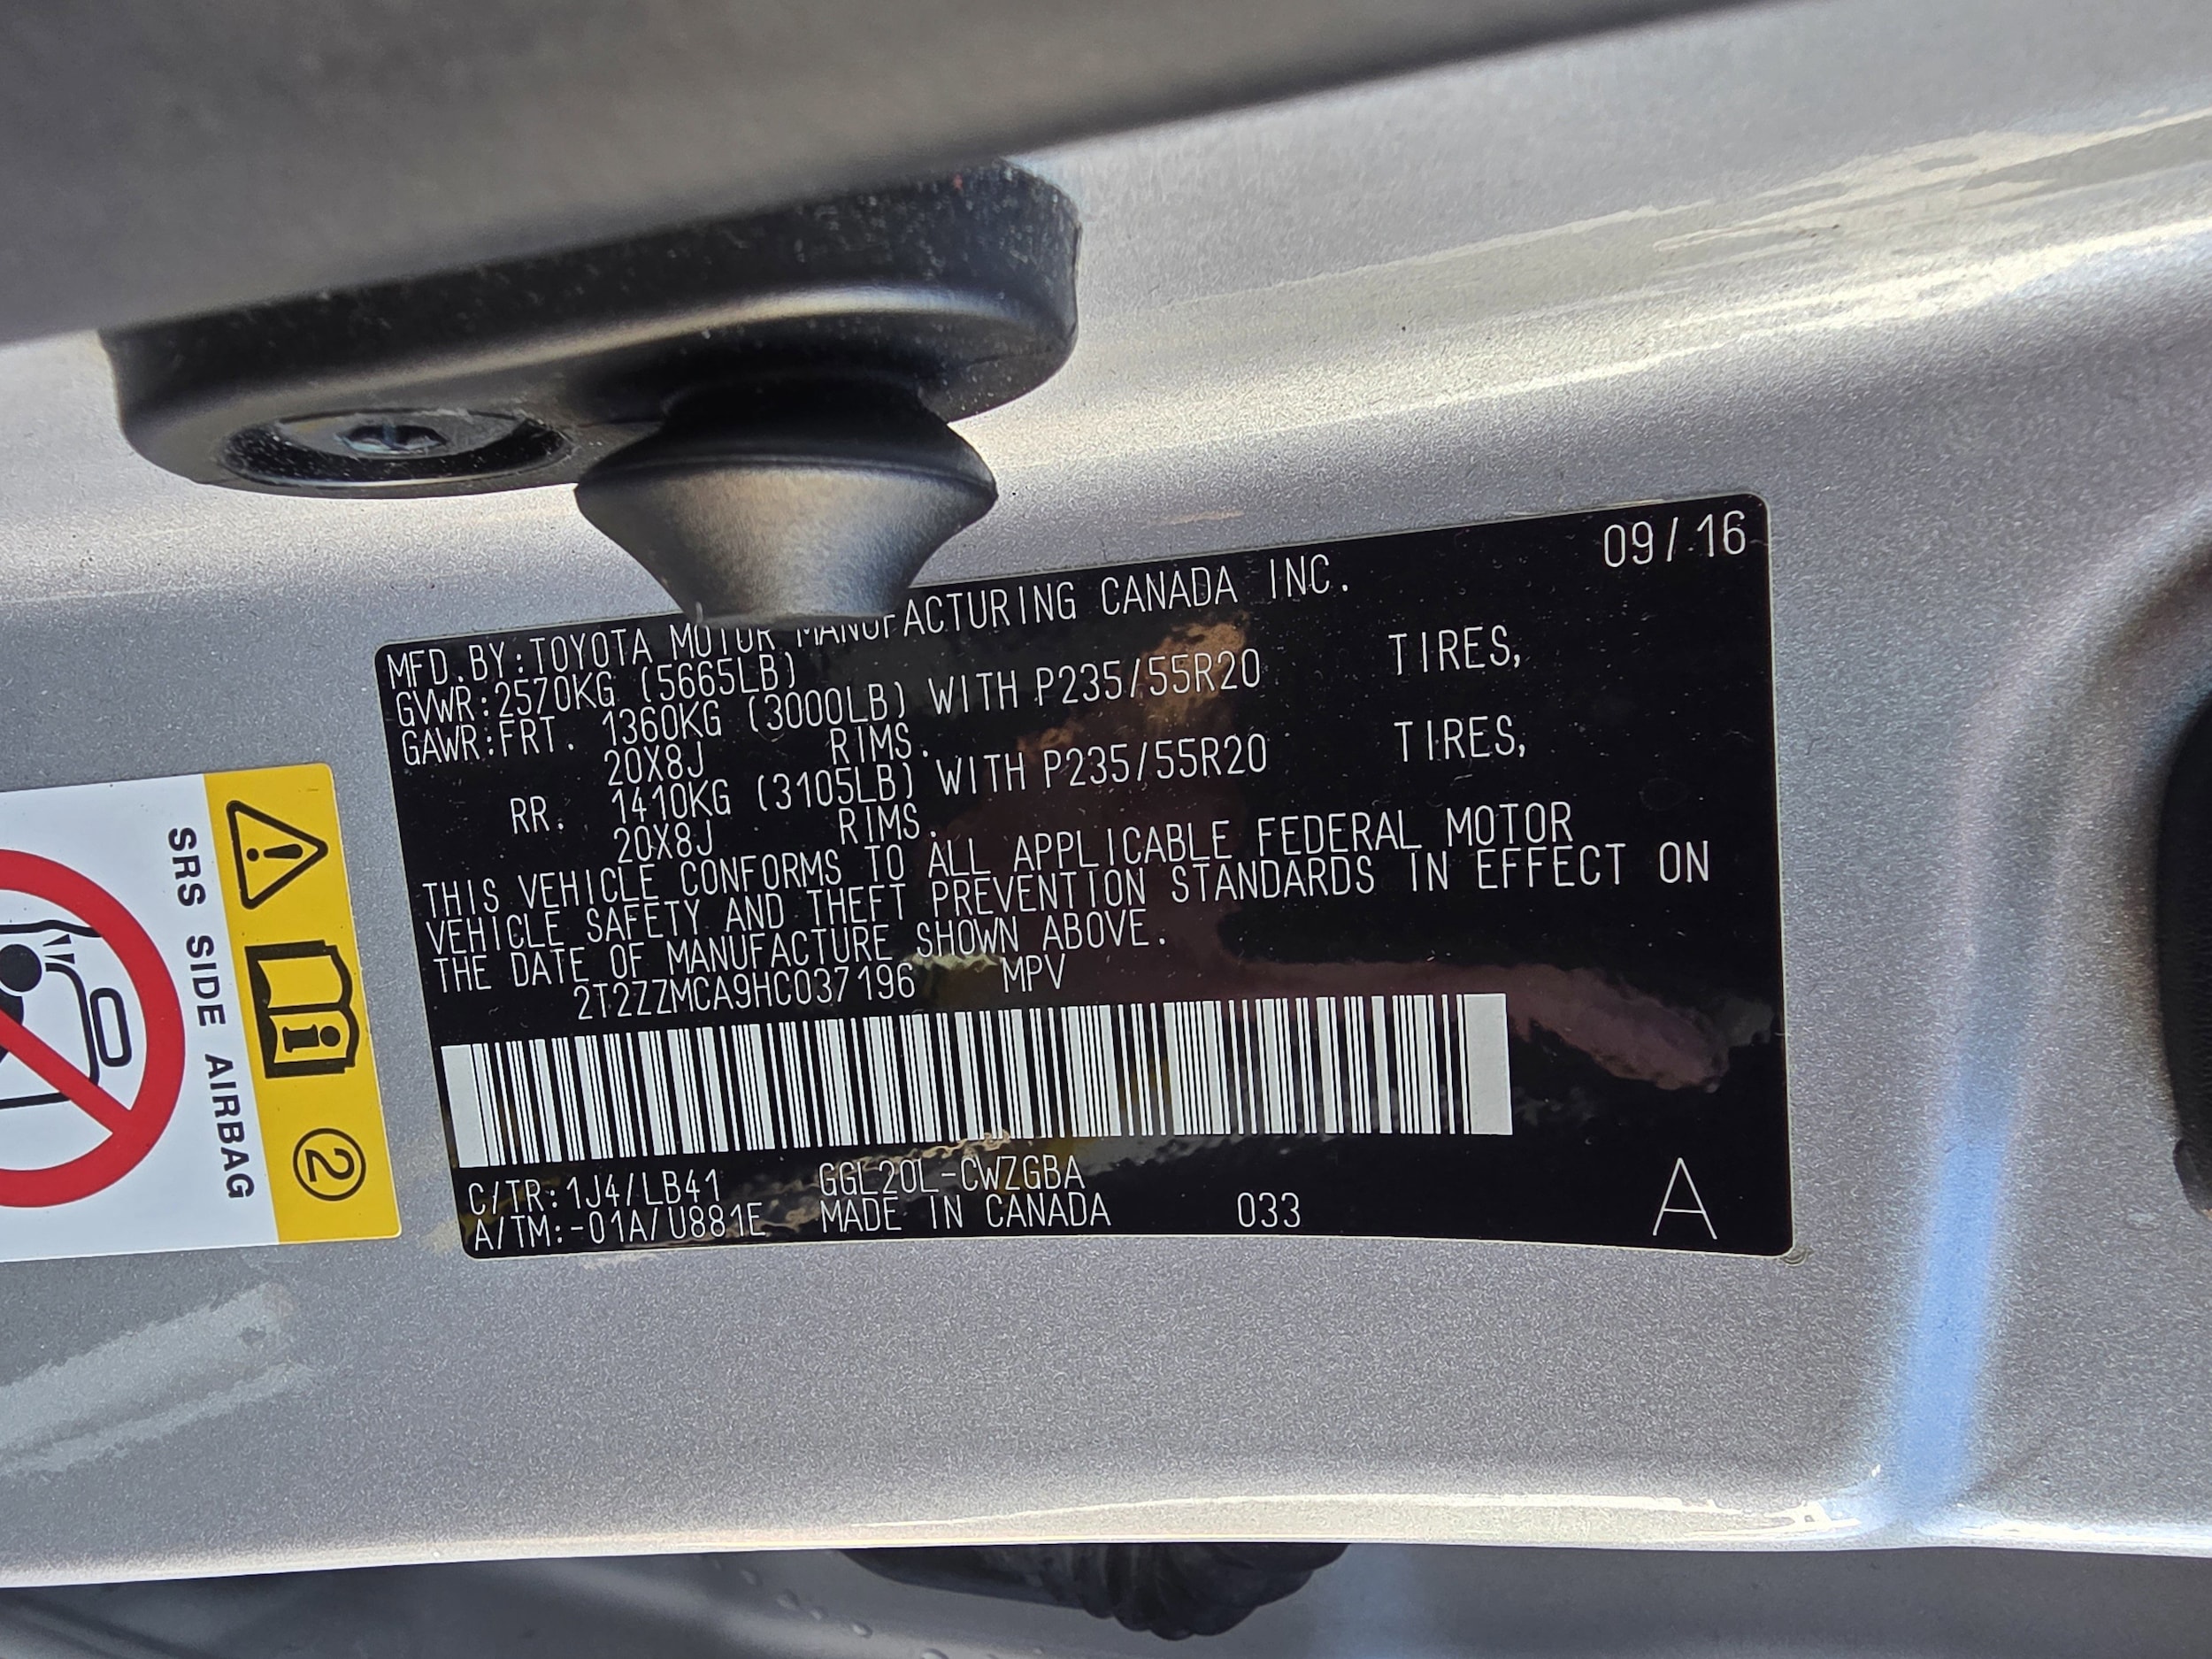 09/16
MFD.BY:TOYOTA MOTOR MANUFACTURING CANADA INC.
GVWR:2570KG (5665LB)
GAWR:FRT. 1360KG (3000LB) WITH P235/55R20 TIRES,
20X8J RIMS.
RR. 1410KG (3105LB) WITH P235/55R20 TIRES,
20X8J RIMS.
THIS VEHICLE CONFORMS TO ALL APPLICABLE FEDERAL MOTOR
VEHICLE SAFETY AND THEFT PREVENTION STANDARDS IN EFFECT ON
THE DATE OF MANUFACTURE SHOWN ABOVE.
2T2ZZMCA9HC037196 MPV
C/TR:1J4/LB41 GGL20L-CWZGBA
A/TM:-01A/U881E MADE IN CANADA 033 A
SRS SIDE AIRBAG
2